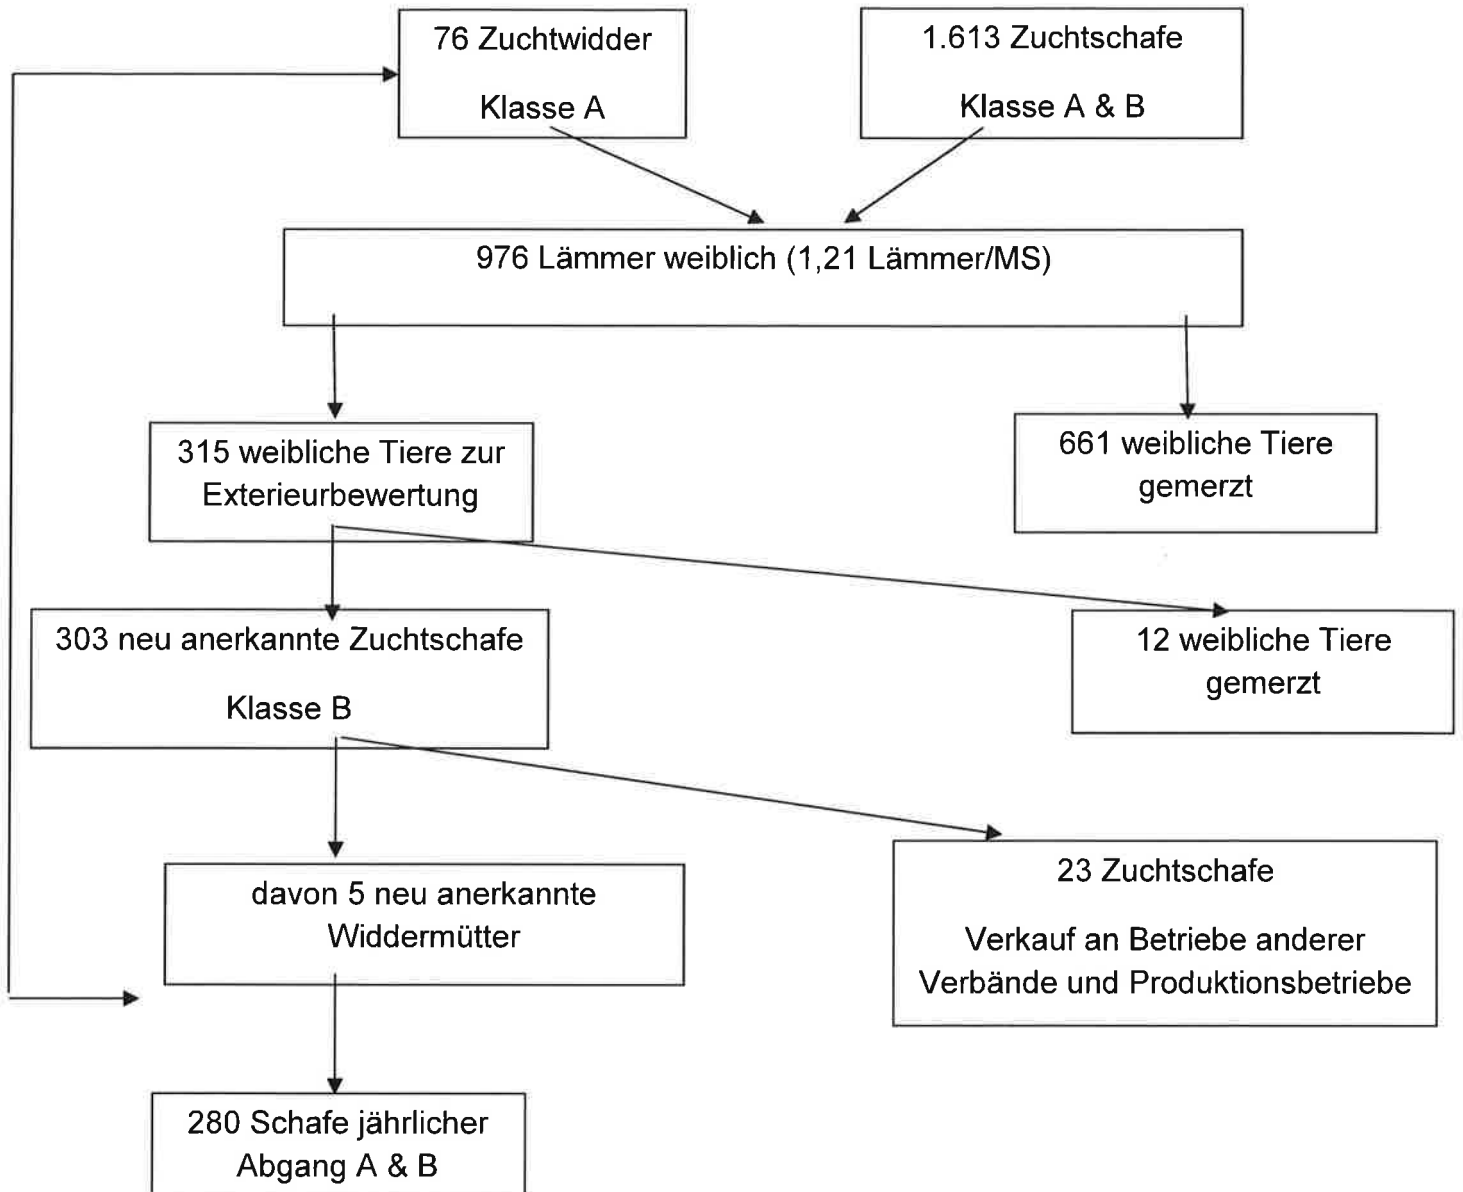 76 Zuchtwidder
Klasse A
1.613 Zuchtschafe
Klasse A & B
976 Lämmer weiblich (1,21 Lämmer/MS)
315 weibliche Tiere zur
Exterieurbewertung
661 weibliche Tiere
gemerzt
303 neu anerkannte Zuchtschafe
Klasse B
12 weibliche Tiere
gemerzt
davon 5 neu anerkannte
Widdermütter
23 Zuchtschafe
Verkauf an Betriebe anderer
Verbände und Produktionsbetriebe
280 Schafe jährlicher
Abgang A & B